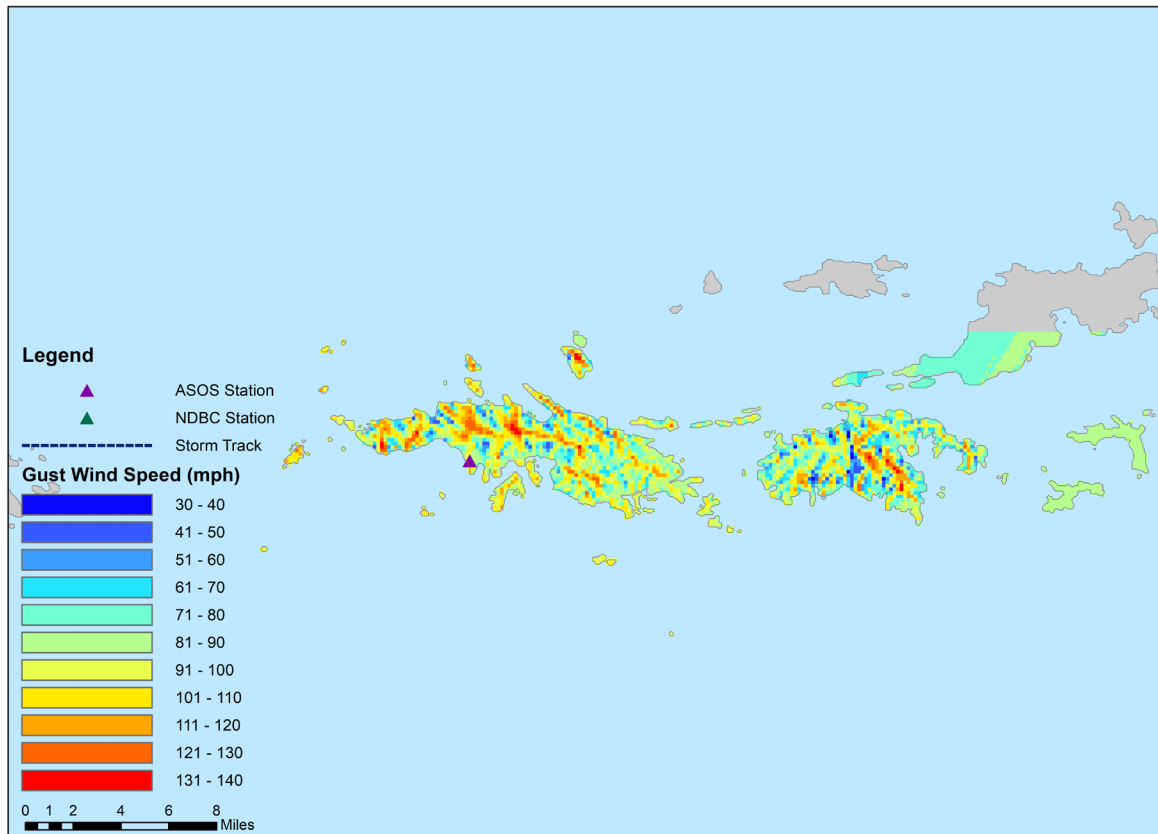 Legend
ASOS Station
NDBC Station
Storm Track
Gust Wind Speed (mph)
30 - 40
41 - 50
51 - 60
61 - 70
71 - 80
81 - 90
91 - 100
101 - 110
111 - 120
121 - 130
131 - 140
0 1 2 4 6 8
Miles